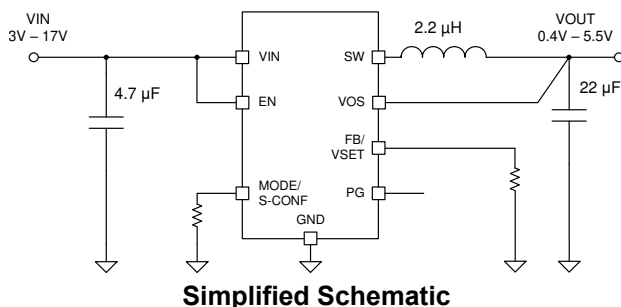 VIN
3V – 17V
4.7 µF
VIN
EN
MODE/
S-CONF
GND
SW
VOS
FB/
VSET
PG
2.2 µH
VOUT
0.4V – 5.5V
22 µF
Simplified Schematic